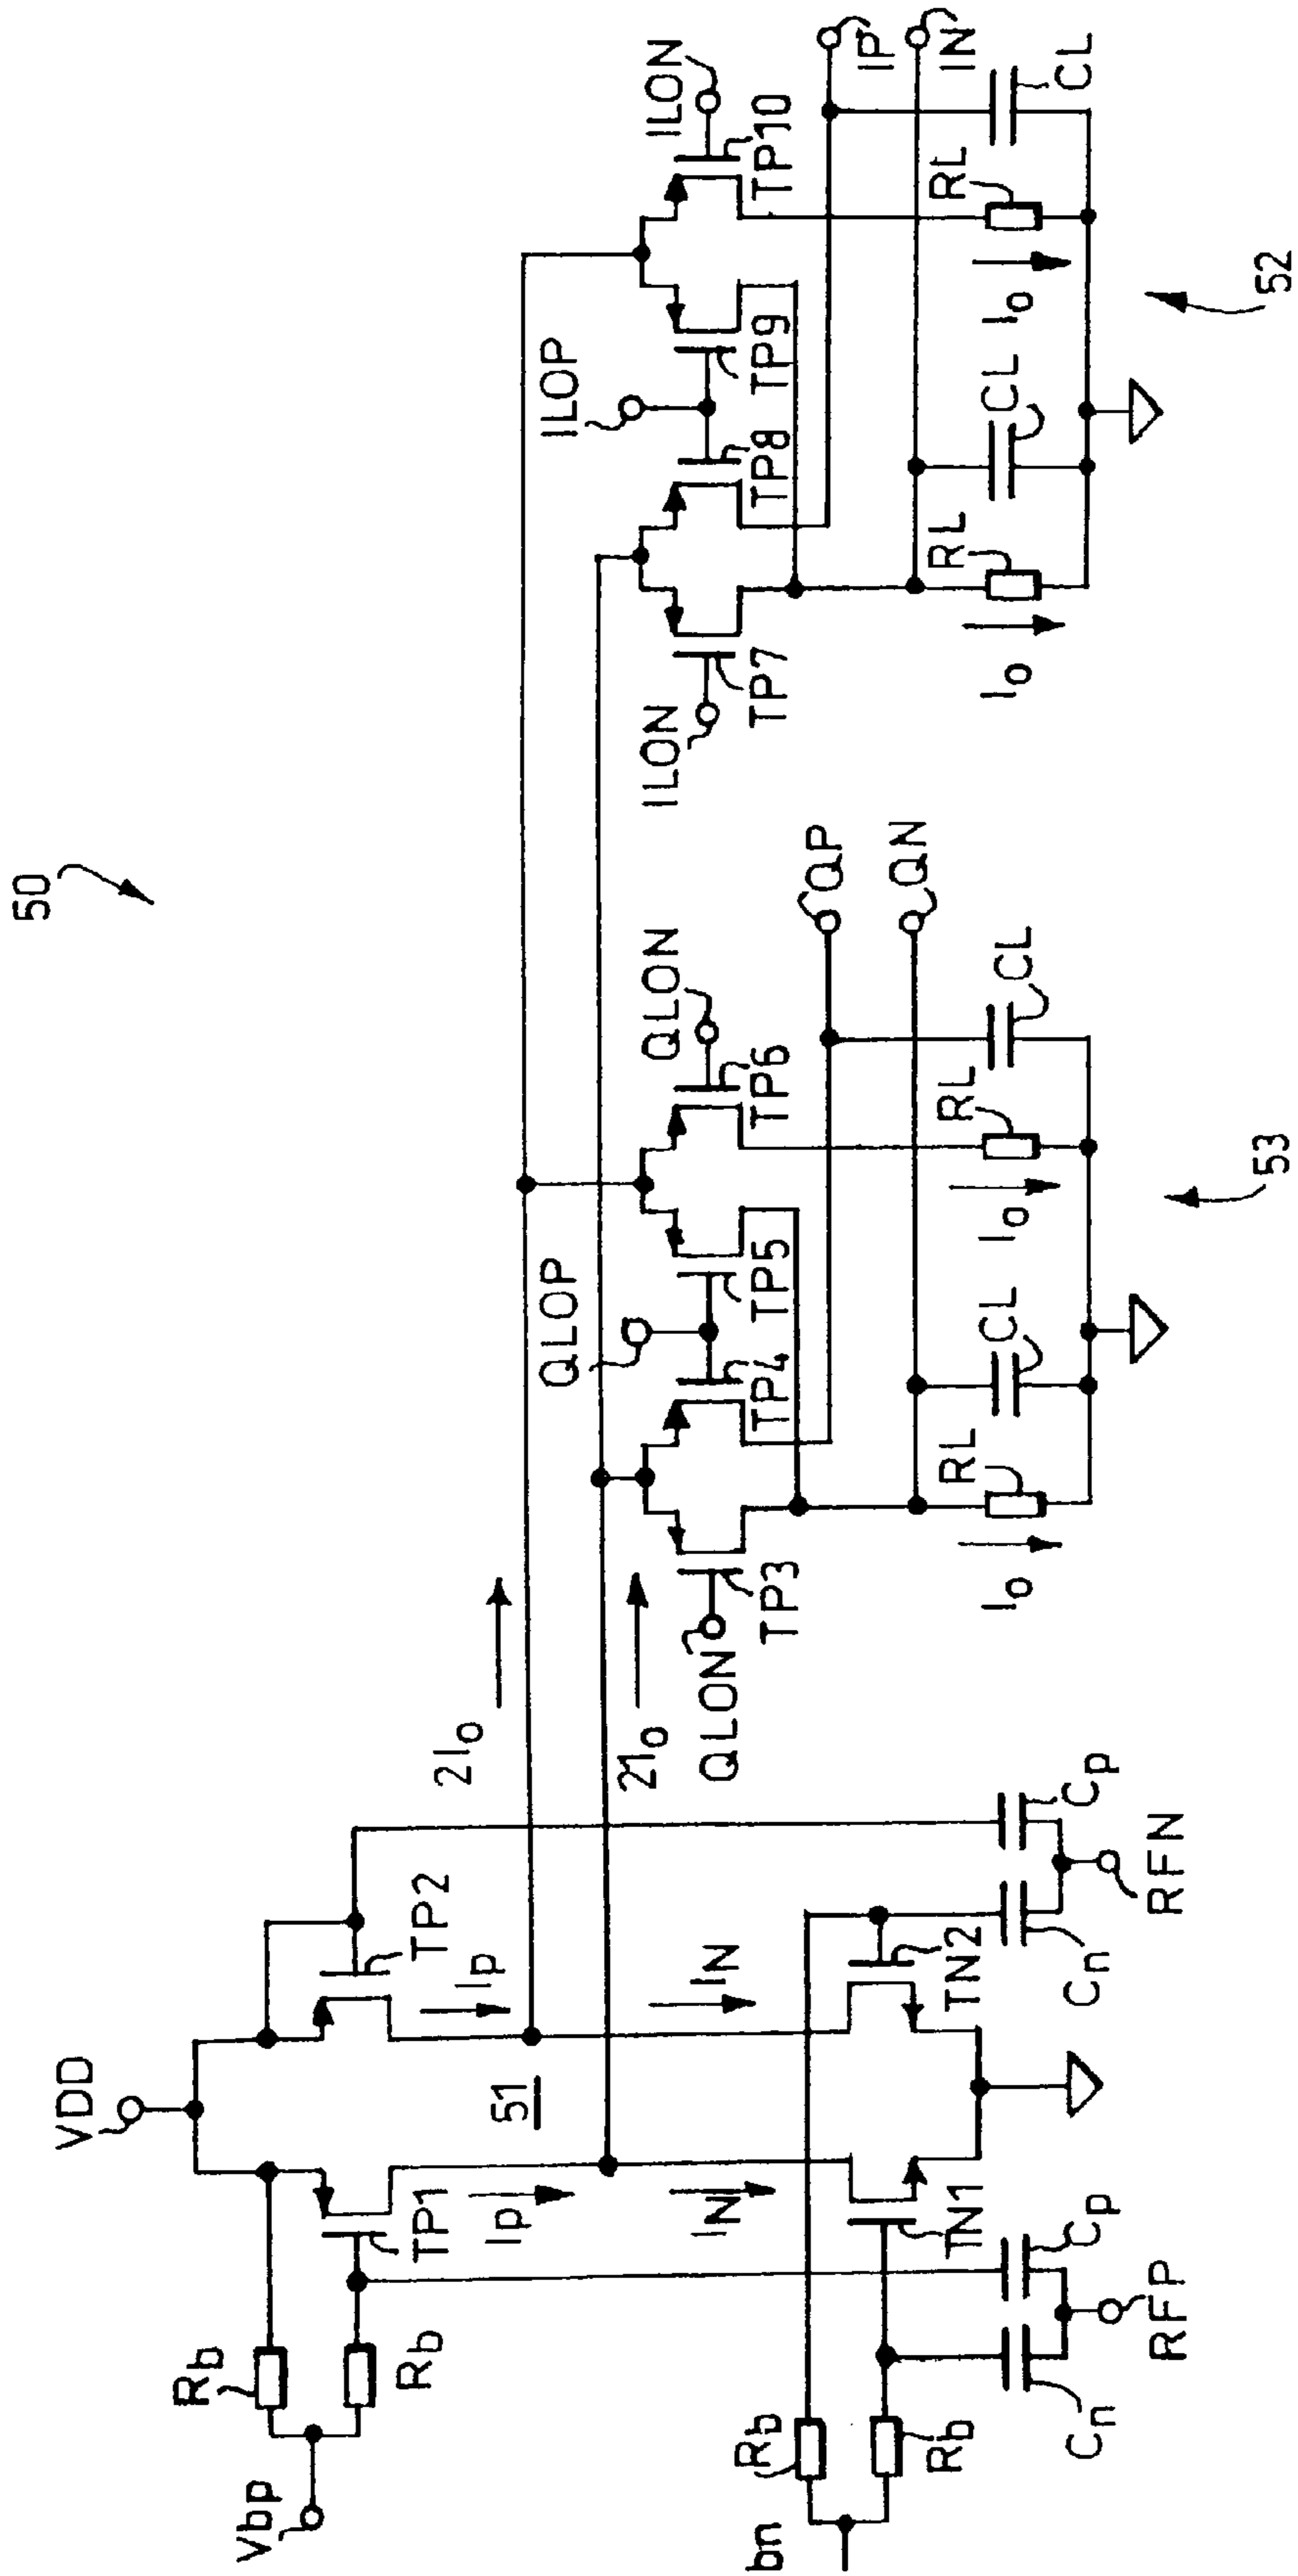 50
VDD
Vbp
Rb
Rb
TP1
TP2
Ip
Ip
51
IN
IN
bn
Rb
Rb
TN1
TN2
Cn
Cp
RFP
Cn
Cp
RFN
2Io
2Io
QLON
TP3
QLOP
TP4
TP5
QLON
TP6
QP
QN
RL
Io
CL
RL
Io
CL
53
ILON
TP7
ILOP
TP8
TP9
ILON
TP10
IP
IN
RL
Io
CL
RL
Io
CL
52